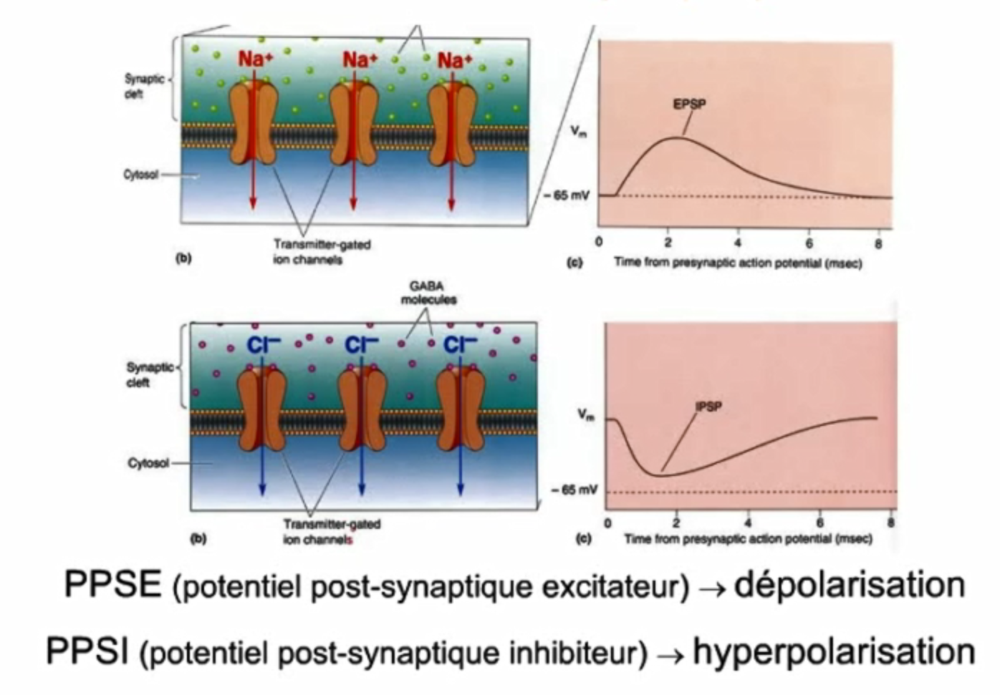 Na+ Na+ Na+
Synaptic
cleft
Cytosol
Transmitter-gated
ion channels
(b)
EPSP
Vm
– 65 mV
0 2 4 6 8
(c) Time from presynaptic action potential (msec)
GABA
molecules
Cl– Cl– Cl–
Synaptic
cleft
Cytosol
Transmitter-gated
ion channels
(b)
IPSP
Vm
– 65 mV
0 2 4 6 8
(c) Time from presynaptic action potential (msec)
PPSE (potentiel post-synaptique excitateur) → dépolarisation
PPSI (potentiel post-synaptique inhibiteur) → hyperpolarisation